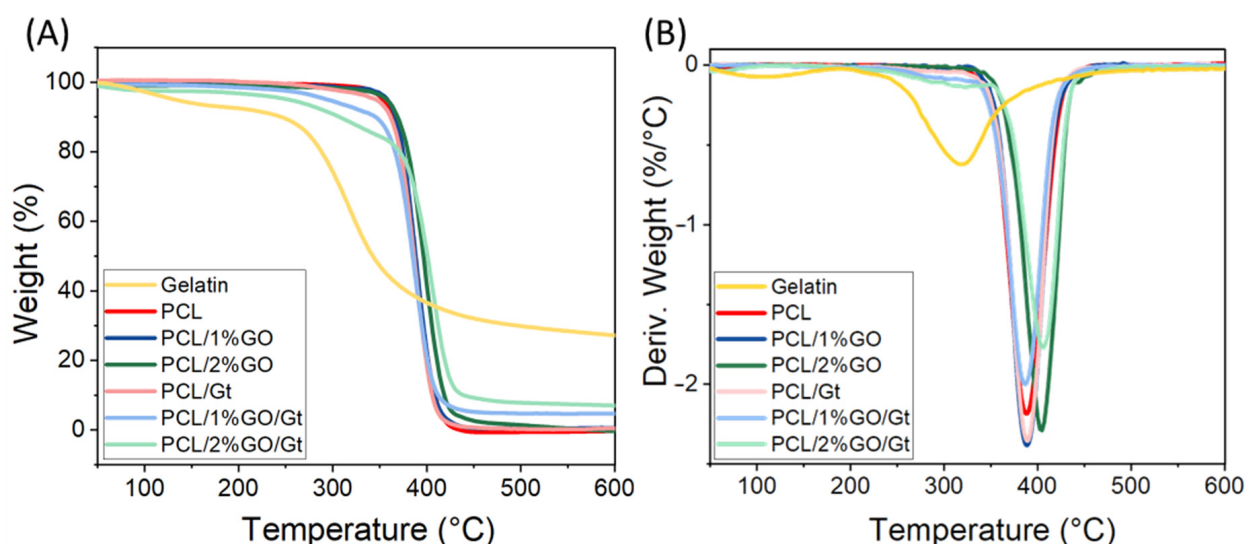 (A)
Weight (%)
100
80
60
40
20
0
Gelatin
PCL
PCL/1%GO
PCL/2%GO
PCL/Gt
PCL/1%GO/Gt
PCL/2%GO/Gt
100 200 300 400 500 600
Temperature (°C)
(B)
Deriv. Weight (%/°C)
0
−1
−2
Gelatin
PCL
PCL/1%GO
PCL/2%GO
PCL/Gt
PCL/1%GO/Gt
PCL/2%GO/Gt
100 200 300 400 500 600
Temperature (°C)